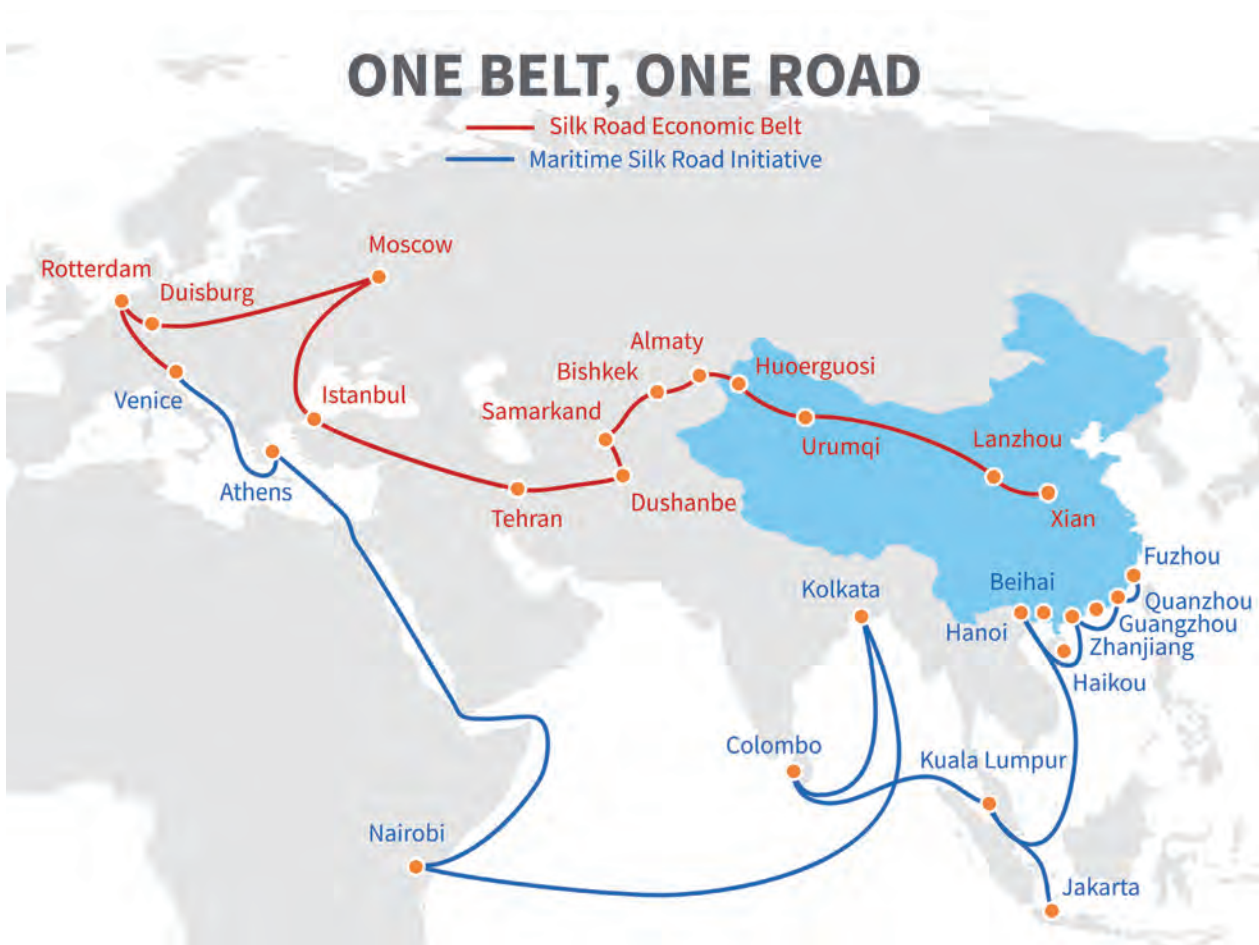 ONE BELT, ONE ROAD
Silk Road Economic Belt
Maritime Silk Road Initiative
Moscow
Rotterdam
Duisburg
Almaty
Huoerguosi
Bishkek
Venice
Istanbul
Samarkand
Urumqi
Lanzhou
Athens
Tehran
Dushanbe
Xian
Fuzhou
Beihai
Kolkata
Quanzhou
Guangzhou
Hanoi
Zhanjiang
Haikou
Colombo
Kuala Lumpur
Nairobi
Jakarta